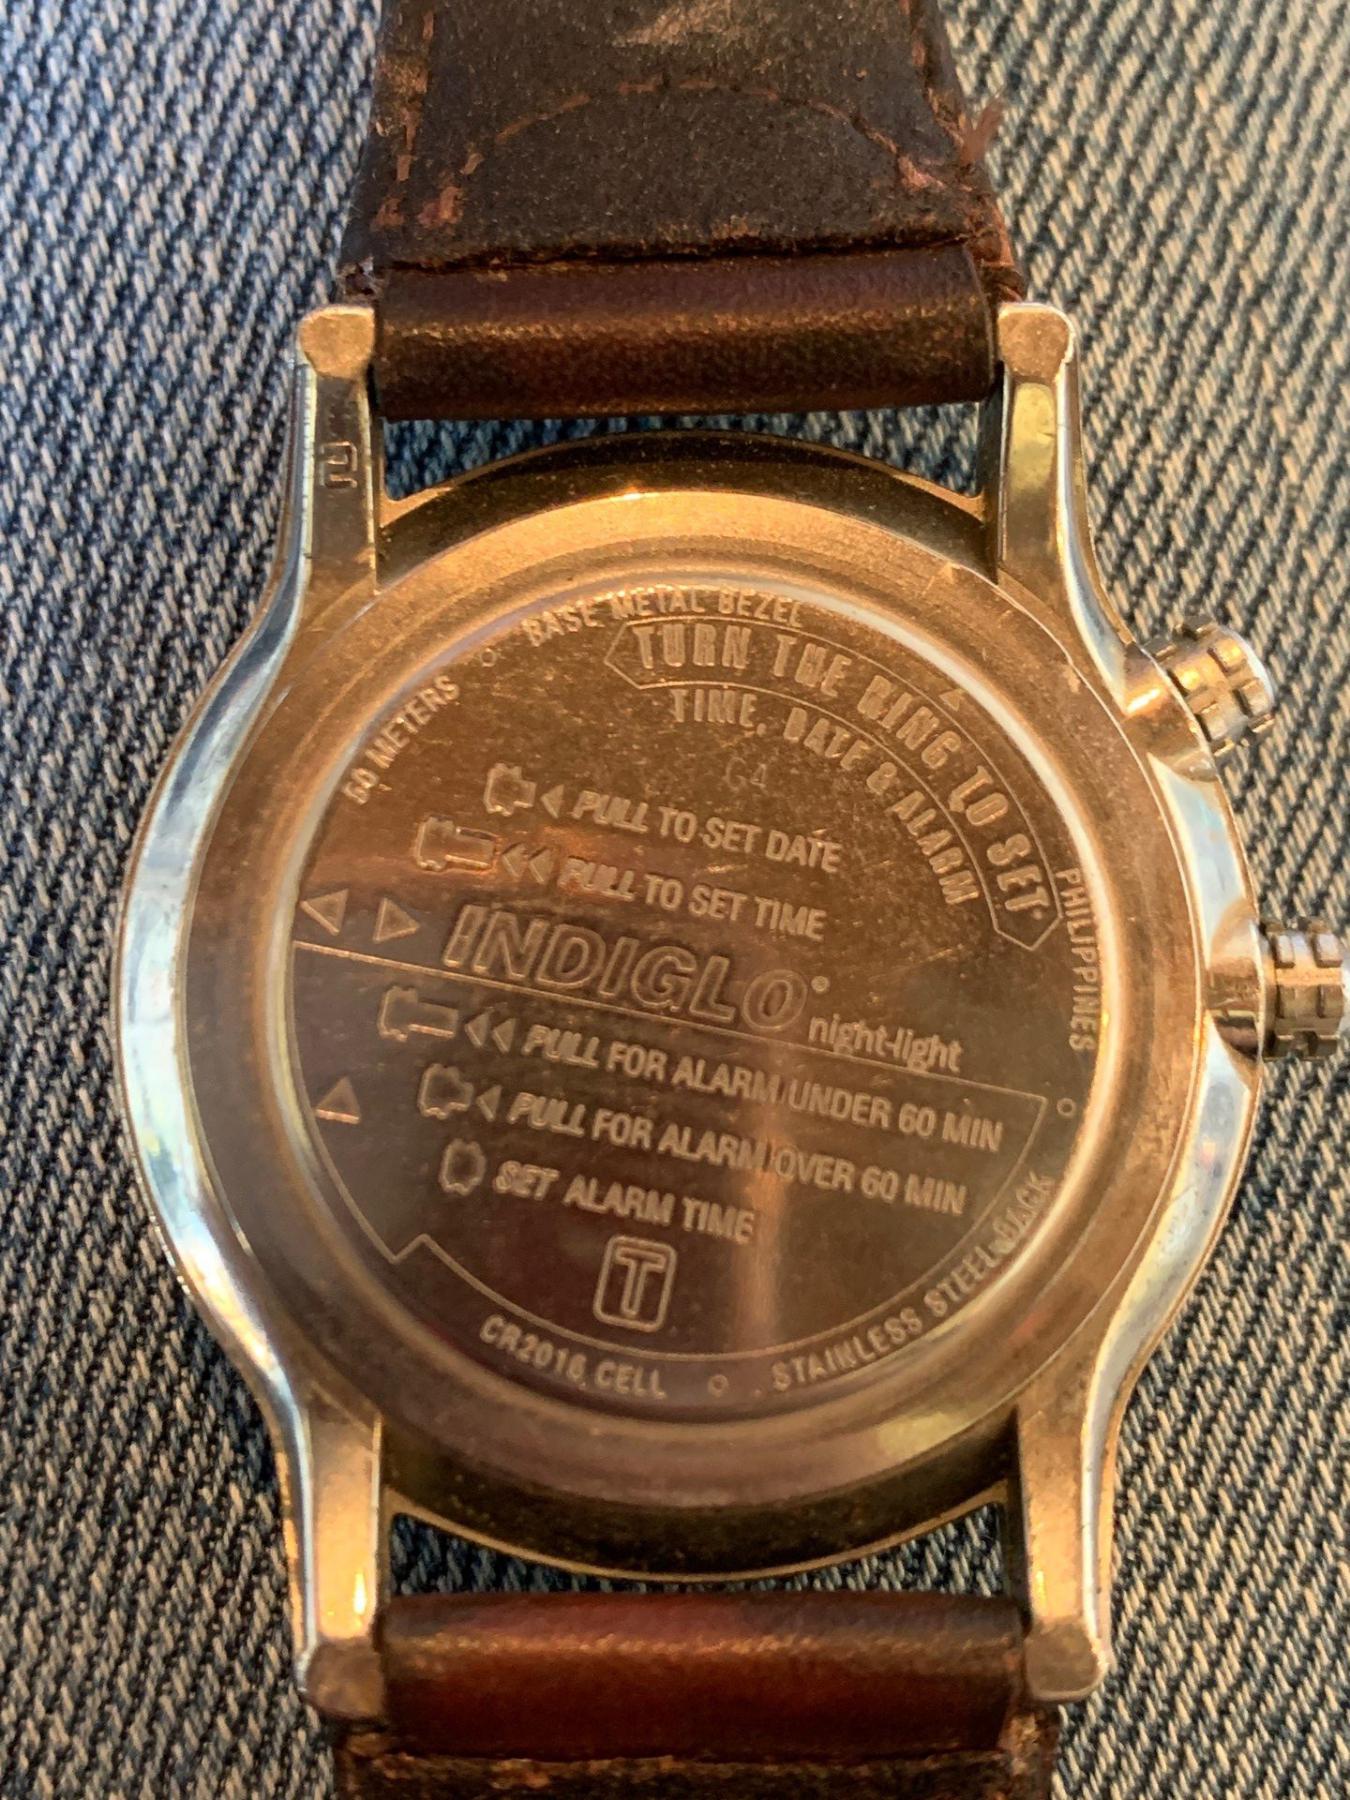 60 METERS
BASE METAL BEZEL
TURN THE RING TO SET
TIME, DATE & ALARM
G4
PULL TO SET DATE
PULL TO SET TIME
INDIGLO®
night-light
PHILIPPINES
PULL FOR ALARM UNDER 60 MIN
PULL FOR ALARM OVER 60 MIN
SET ALARM TIME
T
CR2016 CELL
STAINLESS STEEL BACK